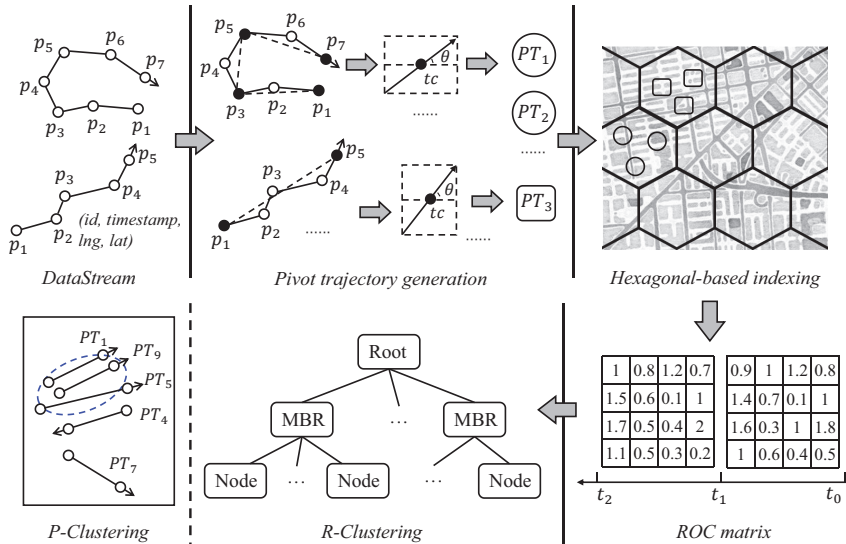 p5
p6
p7
p4
p3
p2
p1
p5
p3
p4
p2
p1
(id, timestamp,
lng, lat)
DataStream
p5
p6
p7
p4
p3
p2
p1
θ
tc
......
p5
p3
p4
p1
p2
......
θ
tc
......
Pivot trajectory generation
PT1
PT2
......
PT3
Hexagonal-based indexing
PT1
PT9
PT5
PT4
PT7
P-Clustering
Root
MBR
...
MBR
Node
...
Node
...
Node
R-Clustering
1 0.8 1.2 0.7
1.5 0.6 0.1 1
1.7 0.5 0.4 2
1.1 0.5 0.3 0.2
0.9 1 1.2 0.8
1.4 0.7 0.1 1
1.6 0.3 1 1.8
1 0.6 0.4 0.5
t2
t1
t0
ROC matrix